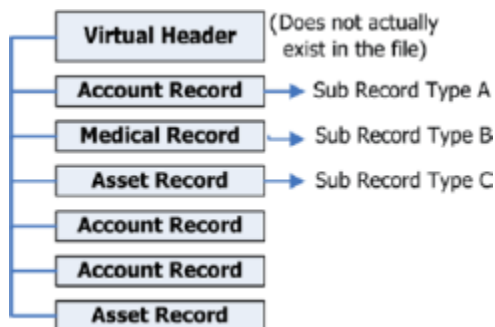 Virtual Header
(Does not actually
exist in the file)
Account Record
Sub Record Type A
Medical Record
Sub Record Type B
Asset Record
Sub Record Type C
Account Record
Account Record
Asset Record